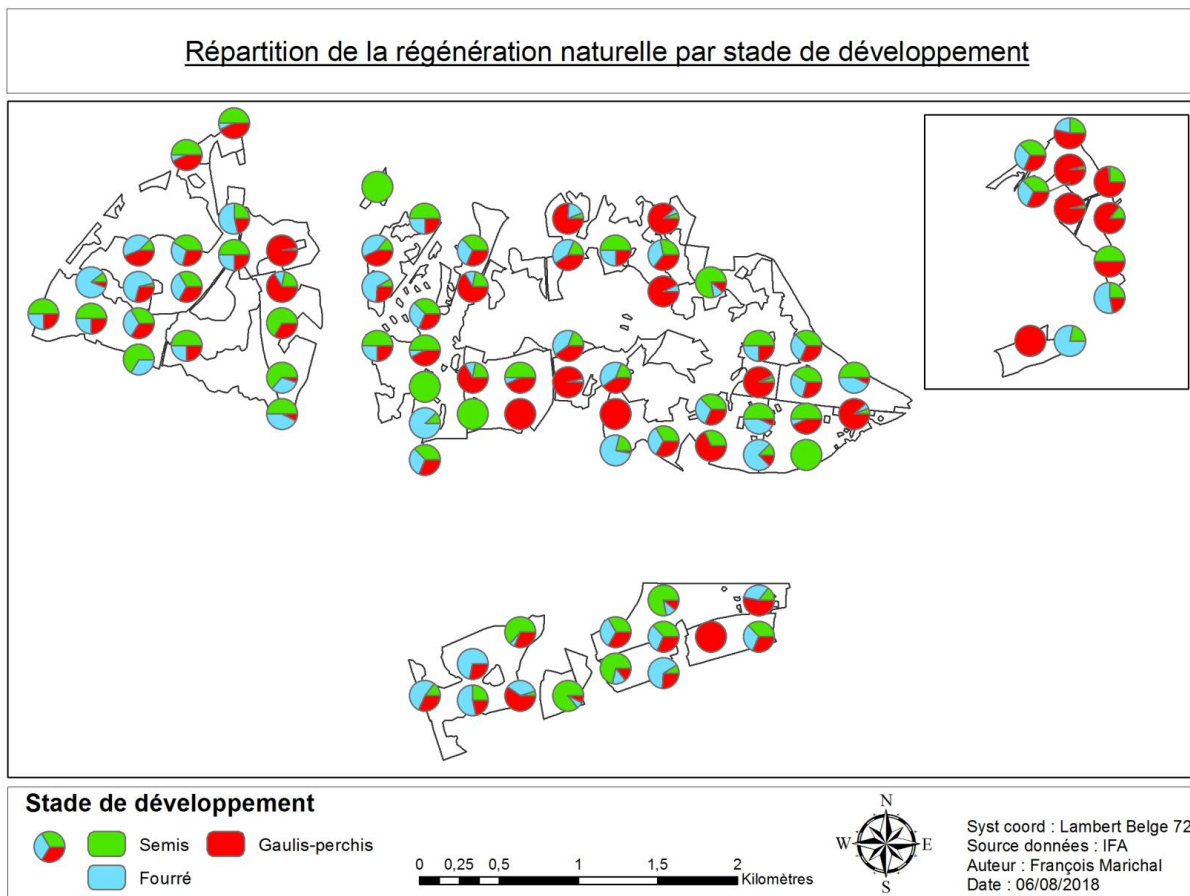 Répartition de la régénération naturelle par stade de développement
Stade de développement
Semis
Gaulis-perchis
Fourré
0 0,25 0,5 1 1,5 2
Kilomètres
N
W E
S
Syst coord : Lambert Belge 72
Source données : IFA
Auteur : François Marichal
Date : 06/08/2018